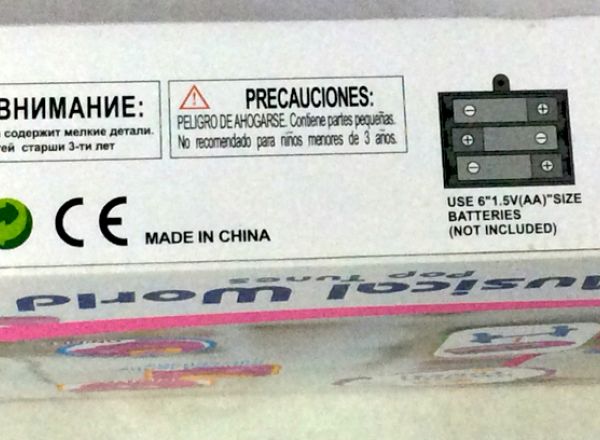 ВНИМАНИЕ:
содержит мелкие детали.
старши 3-ти лет
PRECAUCIONES:
PELIGRO DE AHOGARSE. Contiene partes pequeñas.
No recomendado para niños menores de 3 años.
USE 6"1.5V(AA)"SIZE
BATTERIES
(NOT INCLUDED)
CE
MADE IN CHINA
Pop Tunes
Musical World